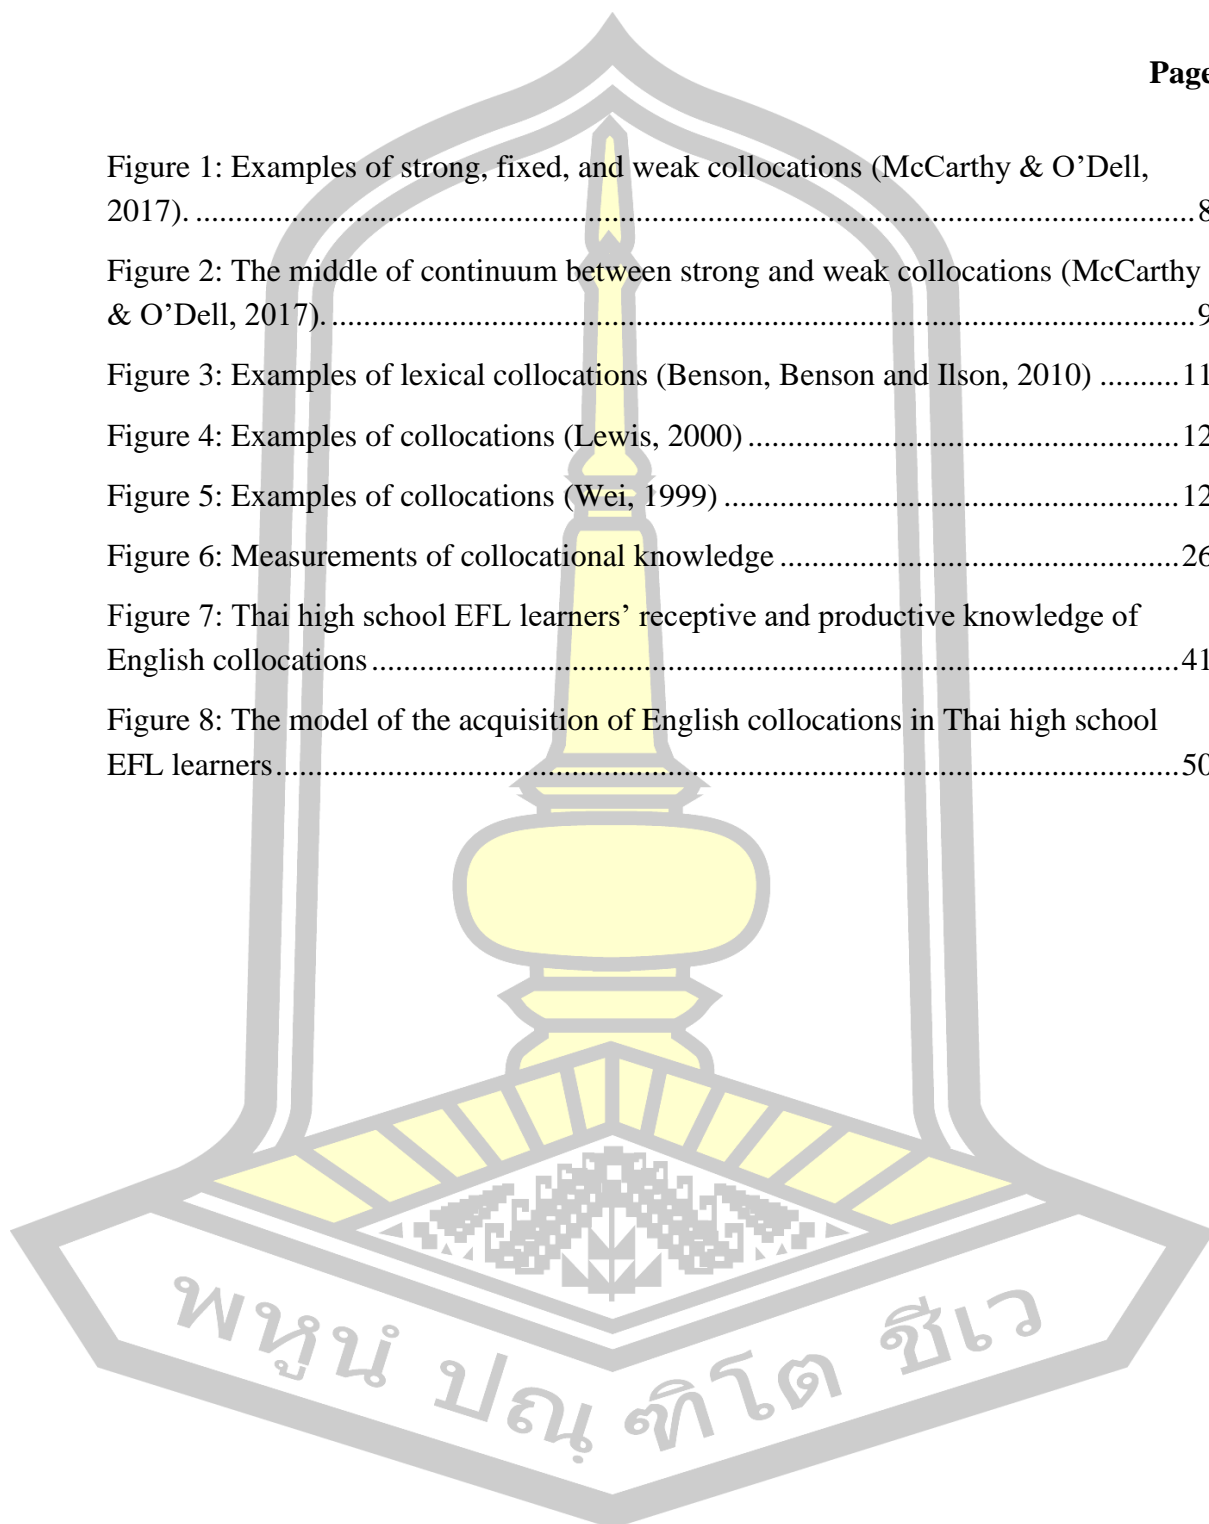 Page
Figure 1: Examples of strong, fixed, and weak collocations (McCarthy & O’Dell,
2017). ........................................................................................................................ 8
Figure 2: The middle of continuum between strong and weak collocations (McCarthy
& O’Dell, 2017). ........................................................................................................ 9
Figure 3: Examples of lexical collocations (Benson, Benson and Ilson, 2010) .......... 11
Figure 4: Examples of collocations (Lewis, 2000) .................................................... 12
Figure 5: Examples of collocations (Wei, 1999) ....................................................... 12
Figure 6: Measurements of collocational knowledge ................................................ 26
Figure 7: Thai high school EFL learners’ receptive and productive knowledge of
English collocations ................................................................................................. 41
Figure 8: The model of the acquisition of English collocations in Thai high school
EFL learners ............................................................................................................. 50
พหูนํ ปณฺ ฑิโต ชีเว